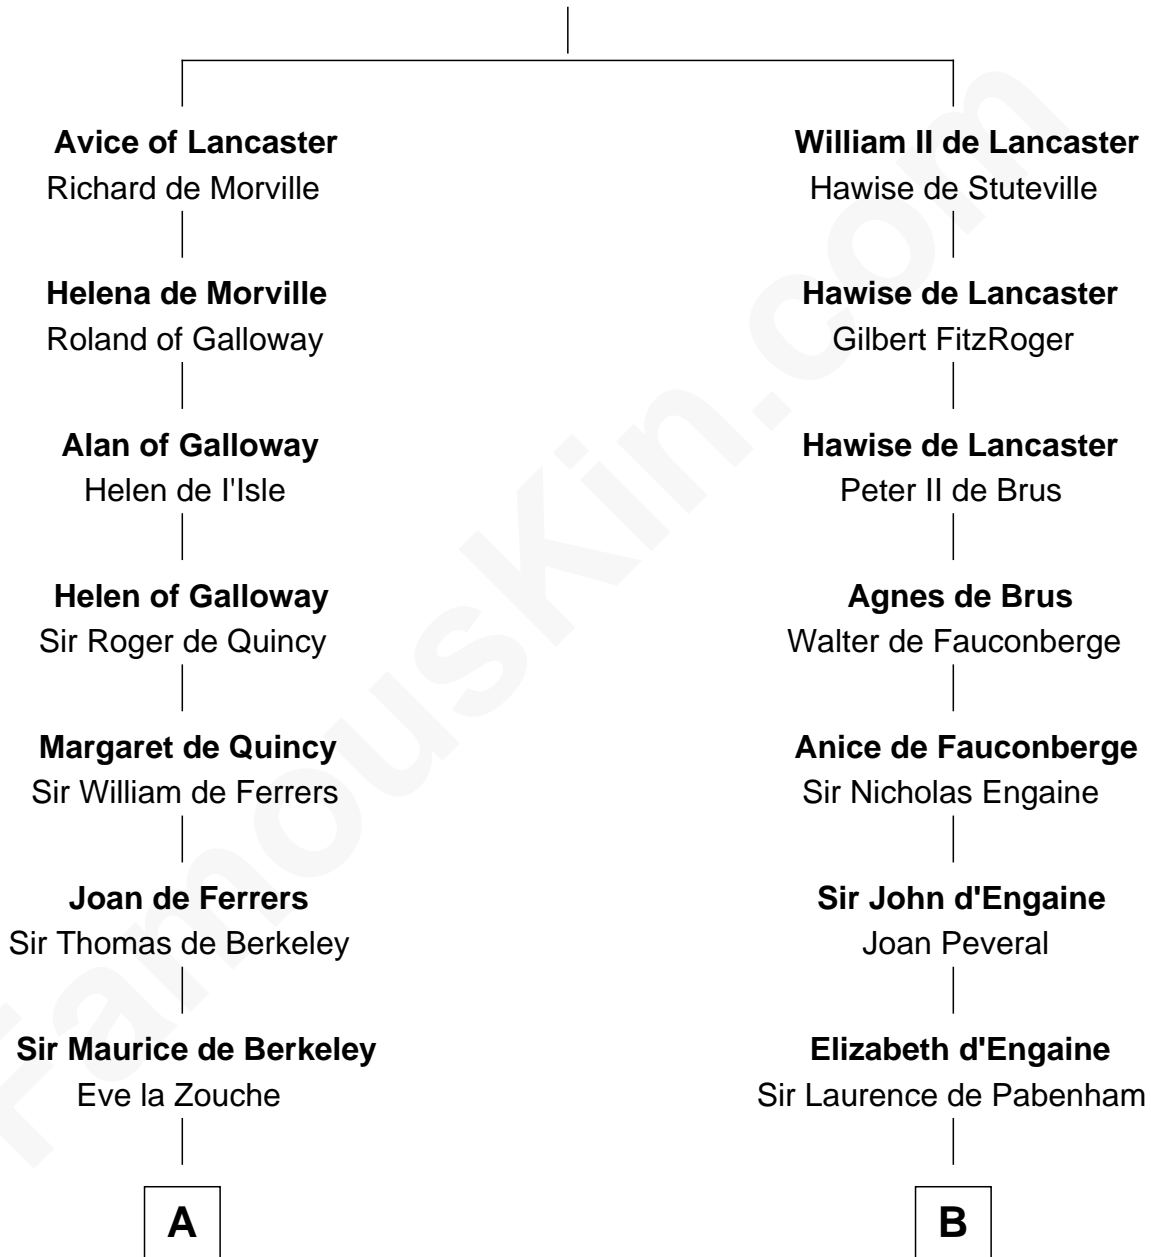 Avice of Lancaster
Richard de Morville
Helena de Morville
Roland of Galloway
Alan of Galloway
Helen de I'Isle
Helen of Galloway
Sir Roger de Quincy
Margaret de Quincy
Sir William de Ferrers
Joan de Ferrers
Sir Thomas de Berkeley
Sir Maurice de Berkeley
Eve la Zouche
A
William II de Lancaster
Hawise de Stuteville
Hawise de Lancaster
Gilbert FitzRoger
Hawise de Lancaster
Peter II de Brus
Agnes de Brus
Walter de Fauconberge
Anice de Fauconberge
Sir Nicholas Engaine
Sir John d'Engaine
Joan Peveral
Elizabeth d'Engaine
Sir Laurence de Pabenham
B
FamousKin.com